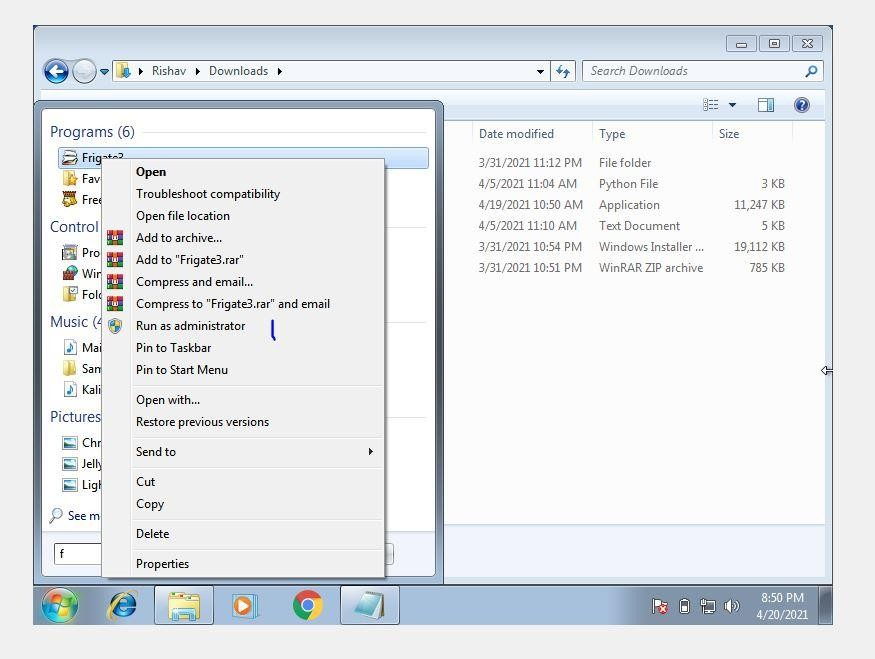 Rishav Downloads
Search Downloads
Programs (6)
Date modified Type Size
Frigate3
3/31/2021 11:12 PM File folder
4/5/2021 11:04 AM Python File 3 KB
4/19/2021 10:50 AM Application 11,247 KB
4/5/2021 11:10 AM Text Document 5 KB
3/31/2021 10:54 PM Windows Installer ... 19,112 KB
3/31/2021 10:51 PM WinRAR ZIP archive 785 KB
Control
Music
Mai
Sam
Kali
Pictures
Chr
Jelly
Ligh
See m
f
Open
Troubleshoot compatibility
Open file location
Add to archive...
Add to "Frigate3.rar"
Compress and email...
Compress to "Frigate3.rar" and email
Run as administrator
Pin to Taskbar
Pin to Start Menu
Open with...
Restore previous versions
Send to
Cut
Copy
Delete
Properties
8:50 PM
4/20/2021